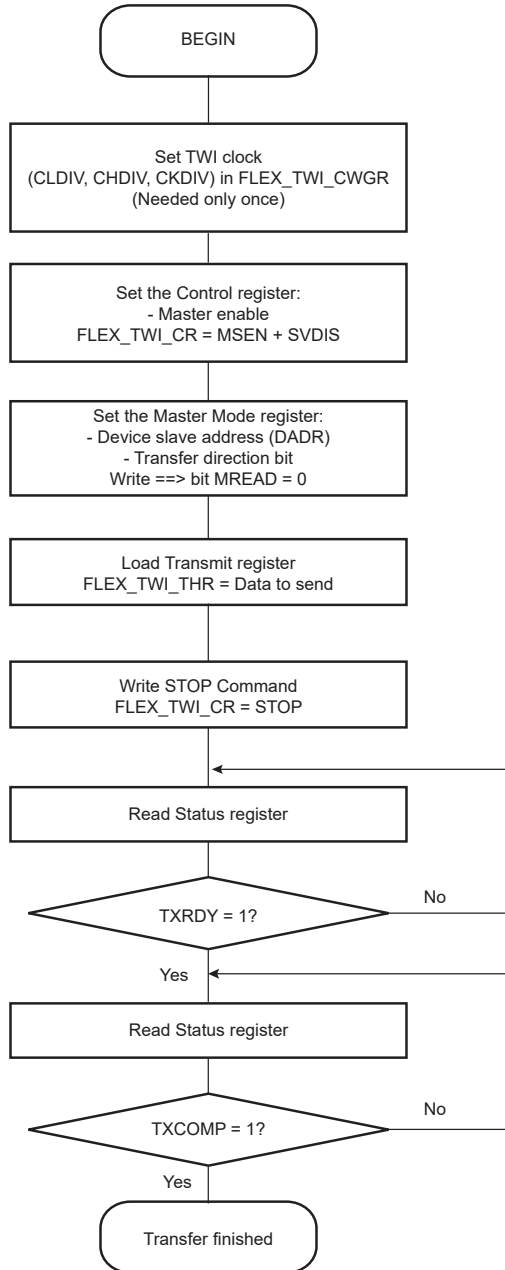 BEGIN
Set TWI clock
(CLDIV, CHDIV, CKDIV) in FLEX_TWI_CWGR
(Needed only once)
Set the Control register:
- Master enable
FLEX_TWI_CR = MSEN + SVDIS
Set the Master Mode register:
- Device slave address (DADR)
- Transfer direction bit
Write ==> bit MREAD = 0
Load Transmit register
FLEX_TWI_THR = Data to send
Write STOP Command
FLEX_TWI_CR = STOP
Read Status register
TXRDY = 1?
No
Yes
Read Status register
TXCOMP = 1?
No
Yes
Transfer finished